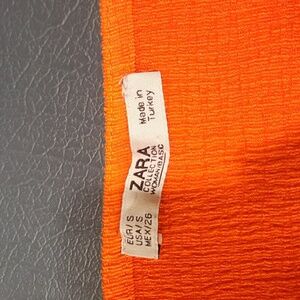 Made in
Turkey
ZARA
COLLECTION
WOMAN/BASIC
EUR/S
USA/S
MEX/26